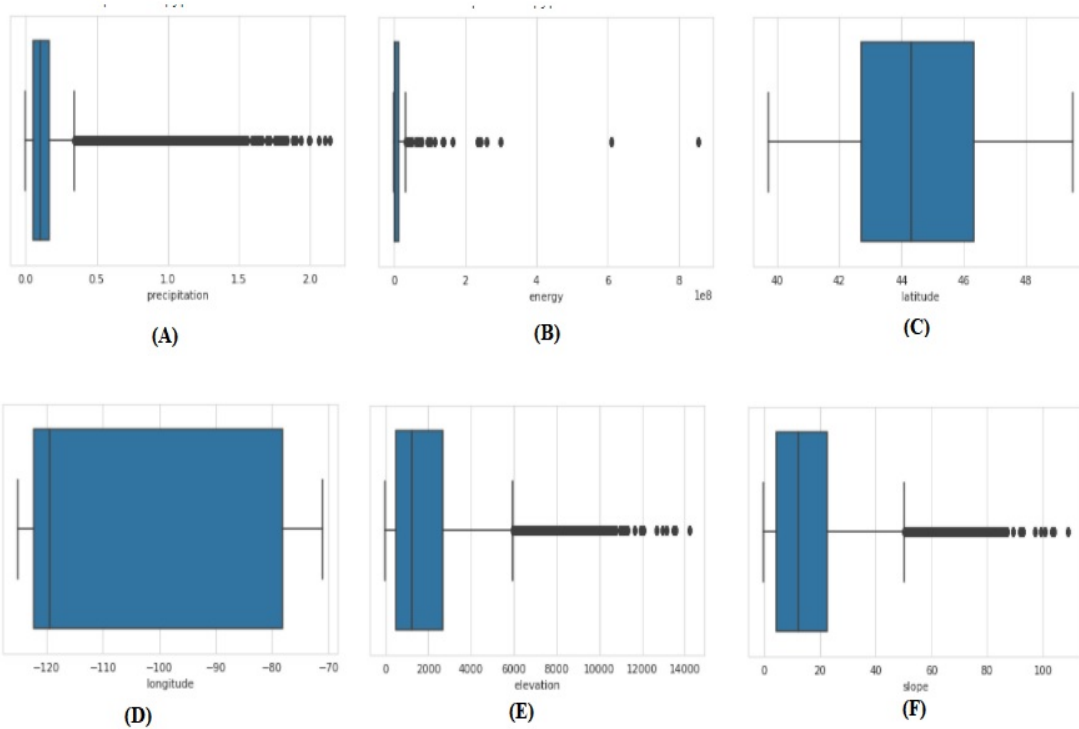 0.0 0.5 1.0 1.5 2.0
precipitation
(A)
0 2 4 6 8
1e8
energy
(B)
40 42 44 46 48
latitude
(C)
−120 −110 −100 −90 −80 −70
longitude
(D)
0 2000 4000 6000 8000 10000 12000 14000
elevation
(E)
0 20 40 60 80 100
slope
(F)